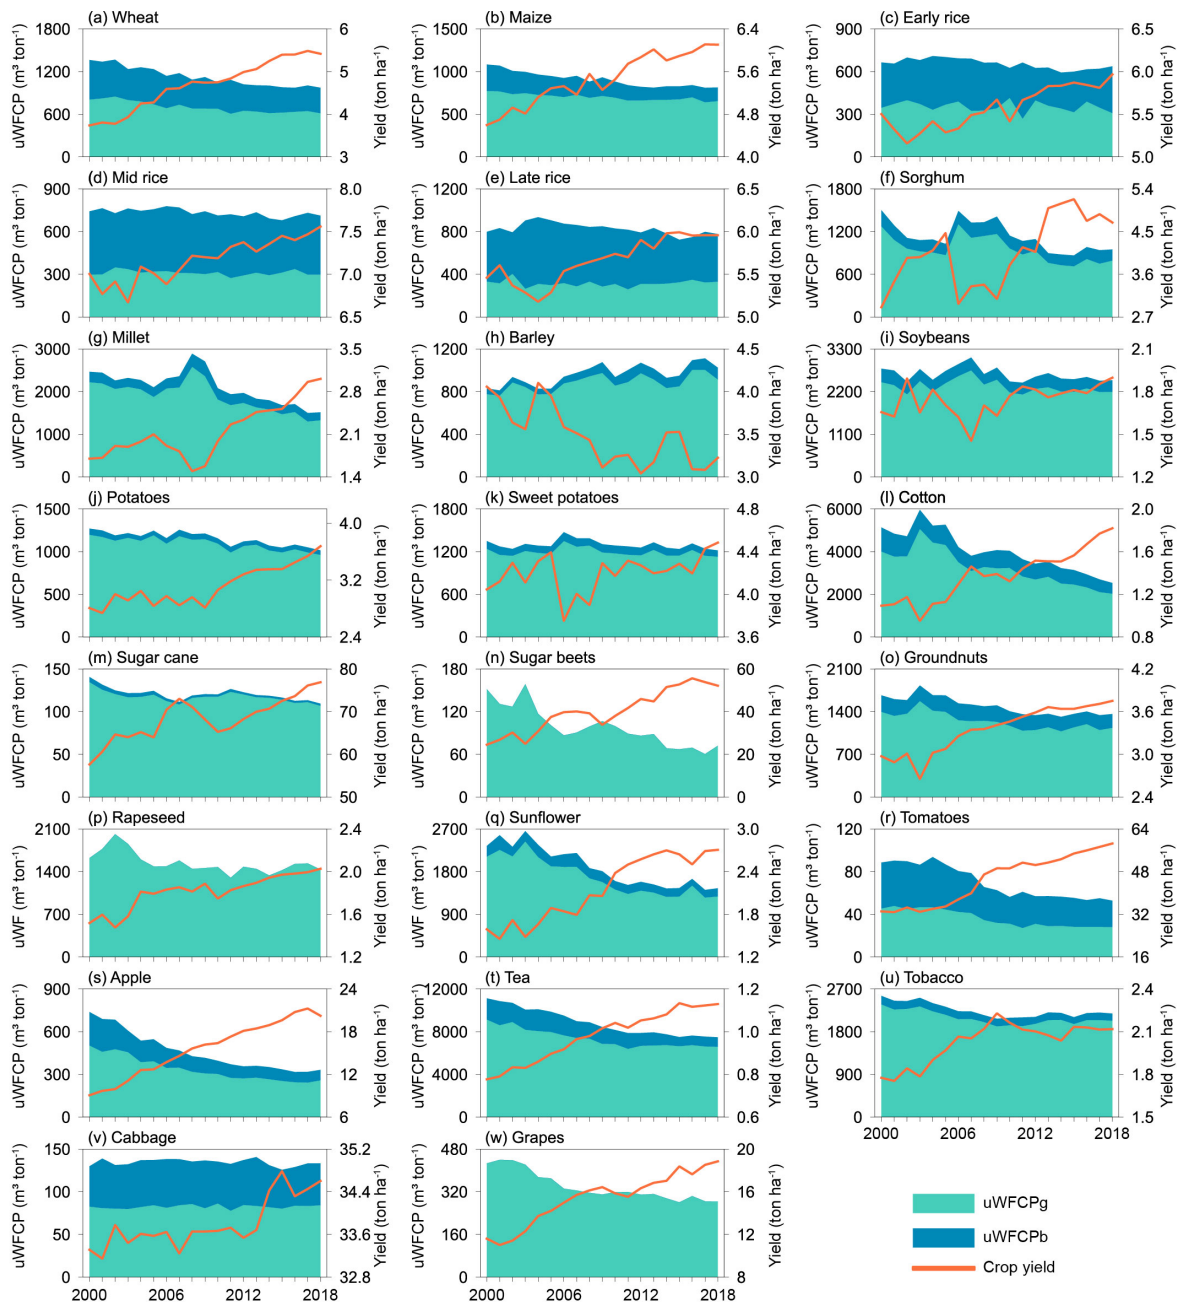 (a) Wheat
uWFCP (m³ ton⁻¹)
1800
1200
600
0
6
5
4
3
Yield (ton ha⁻¹)
(b) Maize
uWFCP (m³ ton⁻¹)
1500
1000
500
0
6.4
5.6
4.8
4.0
Yield (ton ha⁻¹)
(c) Early rice
uWFCP (m³ ton⁻¹)
900
600
300
0
6.5
6.0
5.5
5.0
Yield (ton ha⁻¹)
(d) Mid rice
uWFCP (m³ ton⁻¹)
900
600
300
0
8.0
7.5
7.0
6.5
Yield (ton ha⁻¹)
(e) Late rice
uWFCP (m³ ton⁻¹)
1200
800
400
0
6.5
6.0
5.5
5.0
Yield (ton ha⁻¹)
(f) Sorghum
uWFCP (m³ ton⁻¹)
1800
1200
600
0
5.4
4.5
3.6
2.7
Yield (ton ha⁻¹)
(g) Millet
uWFCP (m³ ton⁻¹)
3000
2000
1000
0
3.5
2.8
2.1
1.4
Yield (ton ha⁻¹)
(h) Barley
uWFCP (m³ ton⁻¹)
1200
800
400
0
4.5
4.0
3.5
3.0
Yield (ton ha⁻¹)
(i) Soybeans
uWFCP (m³ ton⁻¹)
3300
2200
1100
0
2.1
1.8
1.5
1.2
Yield (ton ha⁻¹)
(j) Potatoes
uWFCP (m³ ton⁻¹)
1500
1000
500
0
4.0
3.2
2.4
Yield (ton ha⁻¹)
(k) Sweet potatoes
uWFCP (m³ ton⁻¹)
1800
1200
600
0
4.8
4.4
4.0
3.6
Yield (ton ha⁻¹)
(l) Cotton
uWFCP (m³ ton⁻¹)
6000
4000
2000
0
2.0
1.6
1.2
0.8
Yield (ton ha⁻¹)
(m) Sugar cane
uWFCP (m³ ton⁻¹)
150
100
50
0
80
70
60
50
Yield (ton ha⁻¹)
(n) Sugar beets
uWFCP (m³ ton⁻¹)
180
120
60
0
60
40
20
0
Yield (ton ha⁻¹)
(o) Groundnuts
uWFCP (m³ ton⁻¹)
2100
1400
700
0
4.2
3.6
3.0
2.4
Yield (ton ha⁻¹)
(p) Rapeseed
uWF (m³ ton⁻¹)
2100
1400
700
0
2.4
2.0
1.6
1.2
Yield (ton ha⁻¹)
(q) Sunflower
uWF (m³ ton⁻¹)
2700
1800
900
0
3.0
2.4
1.8
1.2
Yield (ton ha⁻¹)
(r) Tomatoes
uWFCP (m³ ton⁻¹)
120
80
40
0
64
48
32
16
Yield (ton ha⁻¹)
(s) Apple
uWFCP (m³ ton⁻¹)
900
600
300
0
24
18
12
6
Yield (ton ha⁻¹)
(t) Tea
uWFCP (m³ ton⁻¹)
12000
8000
4000
0
1.2
1.0
0.8
0.6
Yield (ton ha⁻¹)
(u) Tobacco
uWFCP (m³ ton⁻¹)
2700
1800
900
0
2.4
2.1
1.8
1.5
Yield (ton ha⁻¹)
2000 2006 2012 2018
(v) Cabbage
uWFCP (m³ ton⁻¹)
150
100
50
0
35.2
34.4
33.6
32.8
Yield (ton ha⁻¹)
2000 2006 2012 2018
(w) Grapes
uWFCP (m³ ton⁻¹)
480
320
160
0
20
16
12
8
Yield (ton ha⁻¹)
2000 2006 2012 2018
uWFCPg
uWFCPb
Crop yield